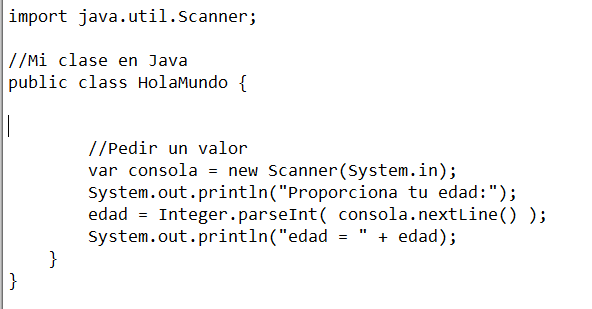 import java.util.Scanner;
//Mi clase en Java
public class HolaMundo {
//Pedir un valor
var consola = new Scanner(System.in);
System.out.println("Proporciona tu edad:");
edad = Integer.parseInt( consola.nextLine() );
System.out.println("edad = " + edad);
}
}